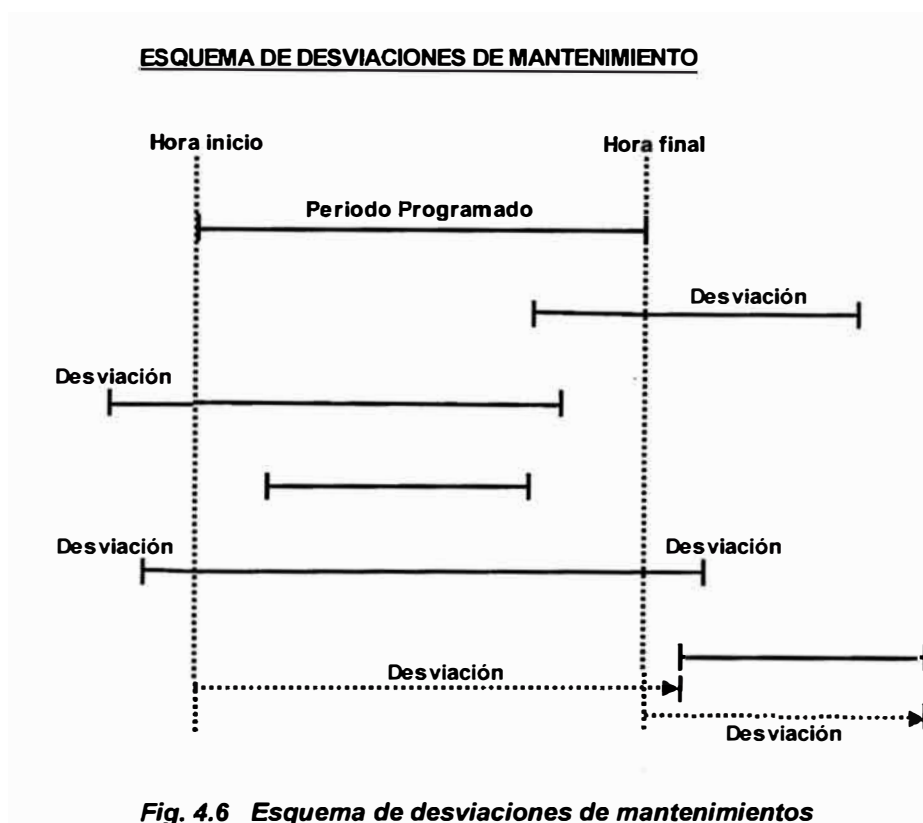 ESQUEMA DE DESVIACIONES DE MANTENIMIENTO
Hora inicio
Hora final
Periodo Programado
Desviación
Desviación
Desviación
Desviación
Desviación
Desviación
Fig. 4.6 Esquema de desviaciones de mantenimientos